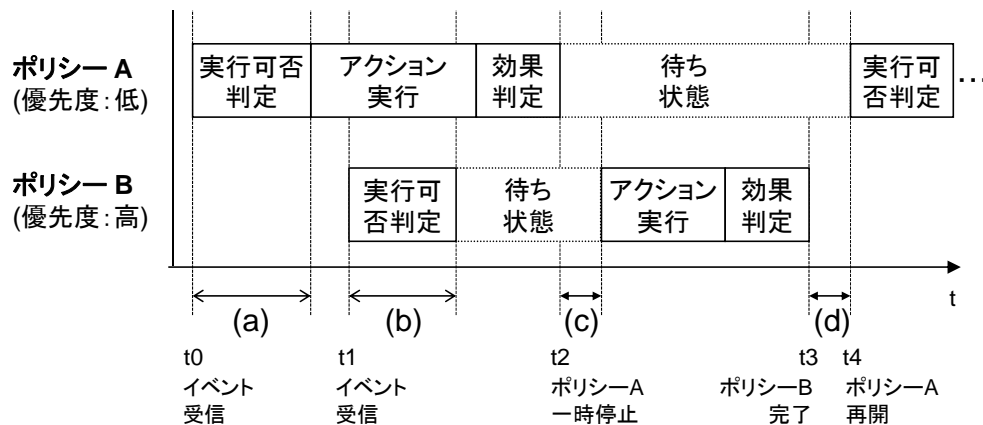 ポリシー A
(優先度:低)
実行可否
判定
アクション
実行
効果
判定
待ち
状態
実行可
否判定
…
ポリシー B
(優先度:高)
実行可
否判定
待ち
状態
アクション
実行
効果
判定
t
(a)
(b)
(c)
(d)
t0
イベント
受信
t1
イベント
受信
t2
ポリシーA
一時停止
t3
ポリシーB
完了
t4
ポリシーA
再開